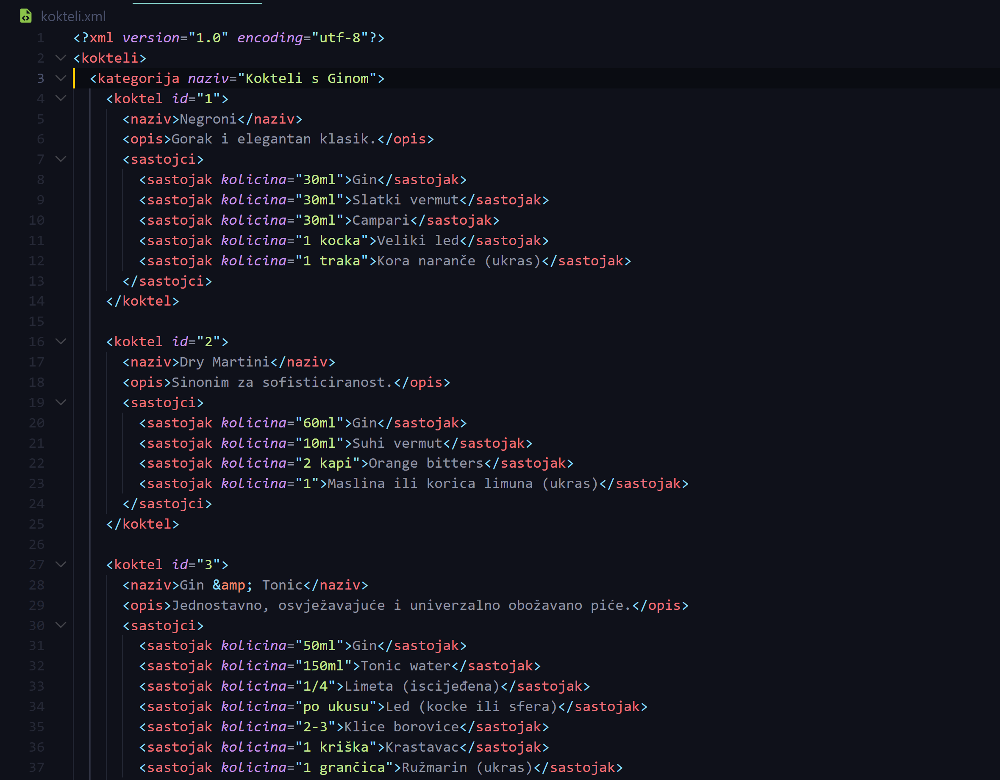 kokteli.xml
1 <?xml version="1.0" encoding="utf-8"?>
2 <kokteli>
3 <kategorija naziv="Kokteli s Ginom">
4 <koktel id="1">
5 <naziv>Negroni</naziv>
6 <opis>Gorak i elegantan klasik.</opis>
7 <sastojci>
8 <sastojak kolicina="30ml">Gin</sastojak>
9 <sastojak kolicina="30ml">Slatki vermut</sastojak>
10 <sastojak kolicina="30ml">Campari</sastojak>
11 <sastojak kolicina="1 kocka">Veliki led</sastojak>
12 <sastojak kolicina="1 traka">Kora naranče (ukras)</sastojak>
13 </sastojci>
14 </koktel>
15
16 <koktel id="2">
17 <naziv>Dry Martini</naziv>
18 <opis>Sinonim za sofisticiranost.</opis>
19 <sastojci>
20 <sastojak kolicina="60ml">Gin</sastojak>
21 <sastojak kolicina="10ml">Suhi vermut</sastojak>
22 <sastojak kolicina="2 kapi">Orange bitters</sastojak>
23 <sastojak kolicina="1">Maslina ili korica limuna (ukras)</sastojak>
24 </sastojci>
25 </koktel>
26
27 <koktel id="3">
28 <naziv>Gin &amp; Tonic</naziv>
29 <opis>Jednostavno, osvježavajuće i univerzalno obožavano piće.</opis>
30 <sastojci>
31 <sastojak kolicina="50ml">Gin</sastojak>
32 <sastojak kolicina="150ml">Tonic water</sastojak>
33 <sastojak kolicina="1/4">Limeta (iscijeđena)</sastojak>
34 <sastojak kolicina="po ukusu">Led (kocke ili sfera)</sastojak>
35 <sastojak kolicina="2-3">Klice borovice</sastojak>
36 <sastojak kolicina="1 kriška">Krastavac</sastojak>
37 <sastojak kolicina="1 grančica">Ružmarin (ukras)</sastojak>